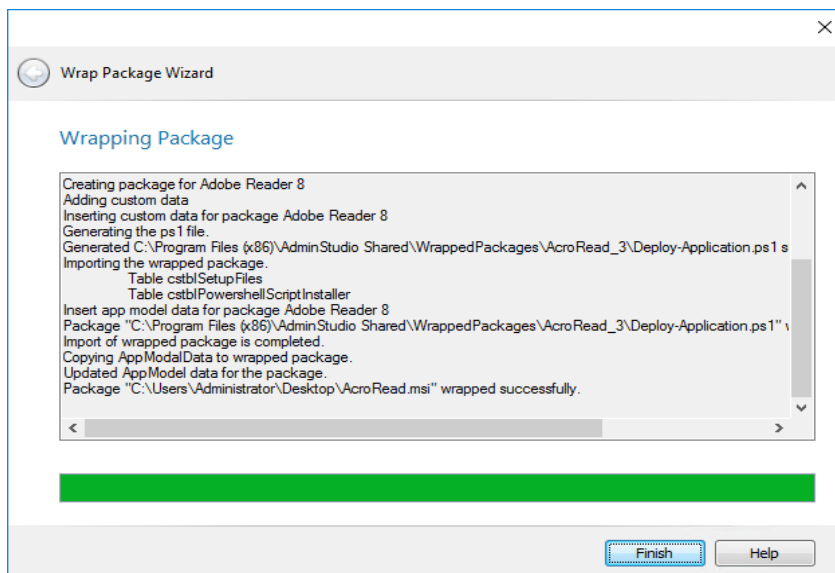 Wrap Package Wizard
Wrapping Package
Creating package for Adobe Reader 8
Adding custom data
Inserting custom data for package Adobe Reader 8
Generating the ps1 file.
Generated C:\Program Files (x86)\AdminStudio Shared\WrappedPackages\AcroRead_3\Deploy-Application.ps1 s
Importing the wrapped package.
Table cstblSetupFiles
Table cstblPowershellScriptInstaller
Insert app model data for package Adobe Reader 8
Package "C:\Program Files (x86)\AdminStudio Shared\WrappedPackages\AcroRead_3\Deploy-Application.ps1"
Import of wrapped package is completed.
Copying AppModalData to wrapped package.
Updated AppModel data for the package.
Package "C:\Users\Administrator\Desktop\AcroRead.msi" wrapped successfully.
Finish Help